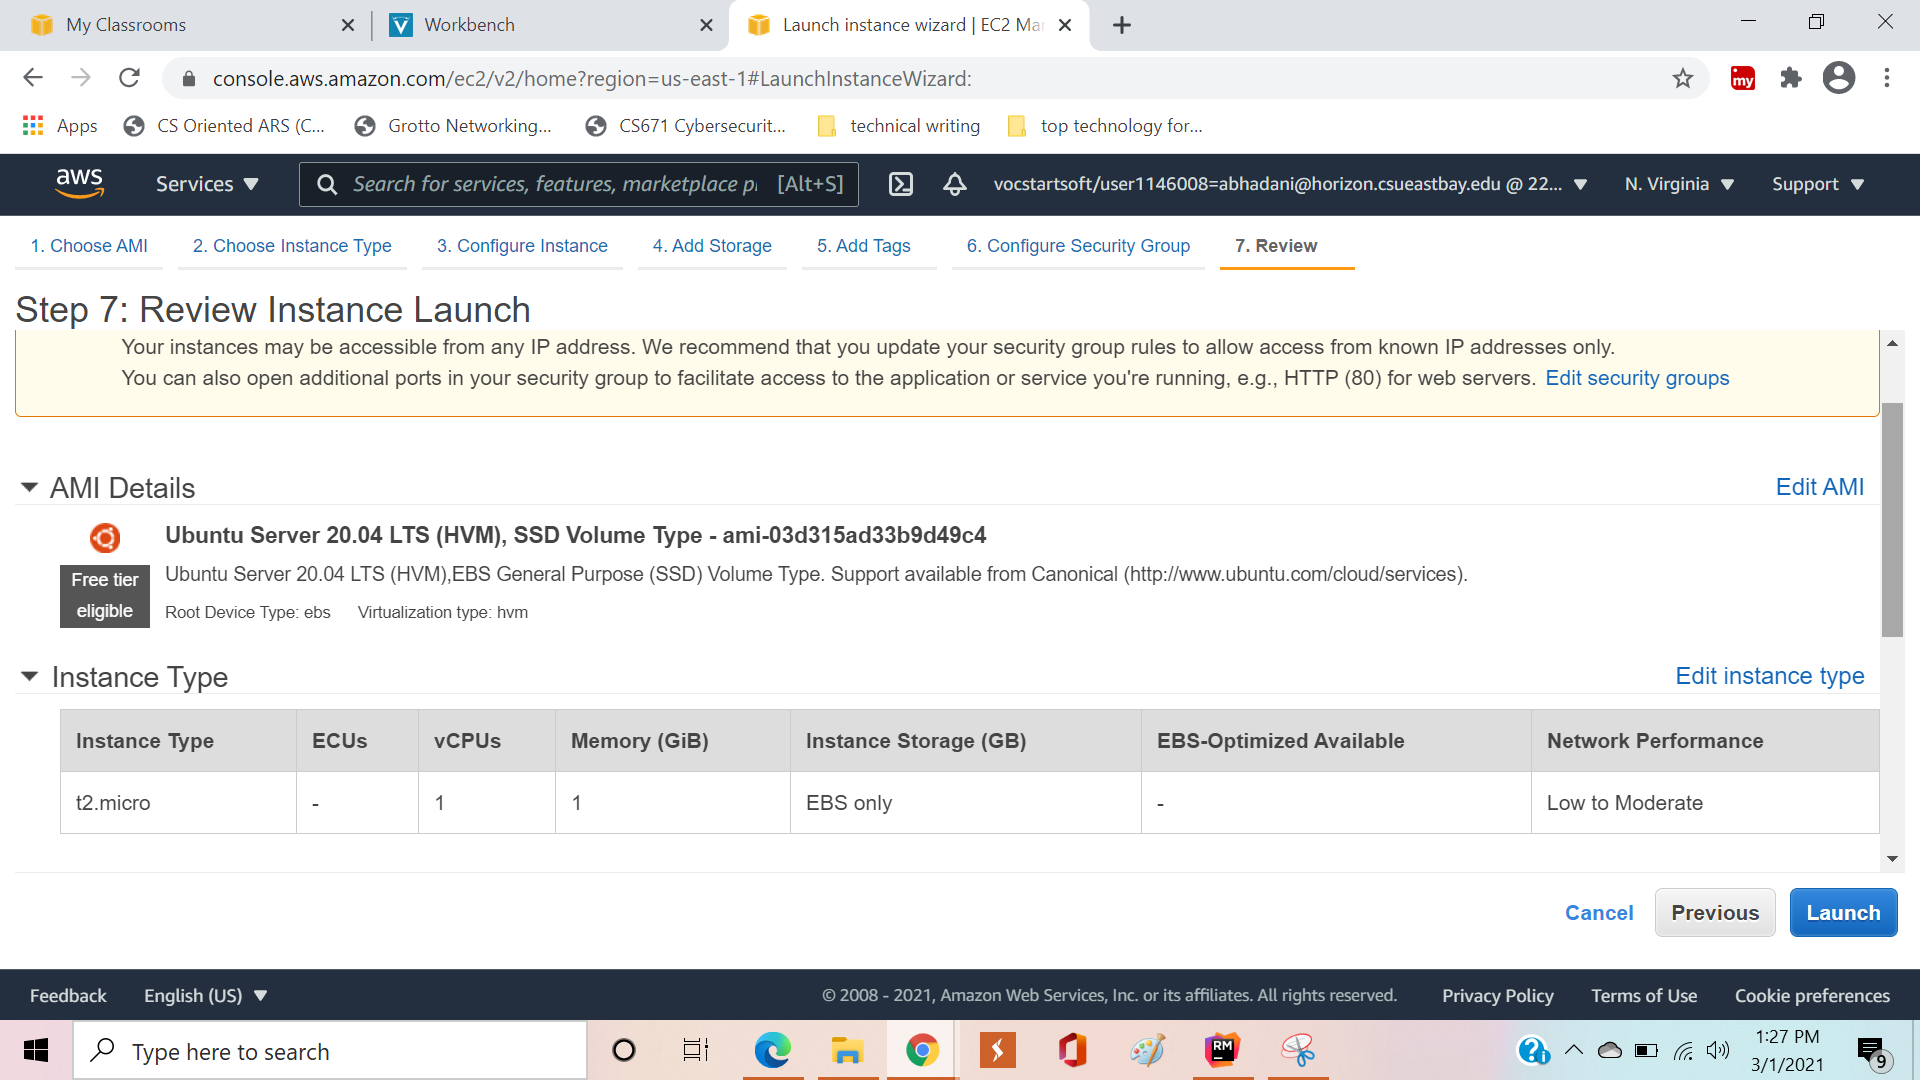 My Classrooms
Workbench
Launch instance wizard | EC2 Ma
console.aws.amazon.com/ec2/v2/home?region=us-east-1#LaunchInstanceWizard:
my
Apps
CS Oriented ARS (C...
Grotto Networking...
CS671 Cybersecurit...
technical writing
top technology for...
aws
Services
Search for services, features, marketplace p
[Alt+S]
vocstartsoft/user1146008=abhadani@horizon.csueastbay.edu @ 22...
N. Virginia
Support
1. Choose AMI
2. Choose Instance Type
3. Configure Instance
4. Add Storage
5. Add Tags
6. Configure Security Group
7. Review
Step 7: Review Instance Launch
Your instances may be accessible from any IP address. We recommend that you update your security group rules to allow access from known IP addresses only.
You can also open additional ports in your security group to facilitate access to the application or service you're running, e.g., HTTP (80) for web servers. Edit security groups
AMI Details
Edit AMI
Ubuntu Server 20.04 LTS (HVM), SSD Volume Type - ami-03d315ad33b9d49c4
Free tier
eligible
Ubuntu Server 20.04 LTS (HVM),EBS General Purpose (SSD) Volume Type. Support available from Canonical (http://www.ubuntu.com/cloud/services).
Root Device Type: ebs
Virtualization type: hvm
Instance Type
Edit instance type
Instance Type
ECUs
vCPUs
Memory (GiB)
Instance Storage (GB)
EBS-Optimized Available
Network Performance
t2.micro
-
1
1
EBS only
-
Low to Moderate
Cancel
Previous
Launch
Feedback
English (US)
© 2008 - 2021, Amazon Web Services, Inc. or its affiliates. All rights reserved.
Privacy Policy
Terms of Use
Cookie preferences
Type here to search
RM
1:27 PM
3/1/2021
9